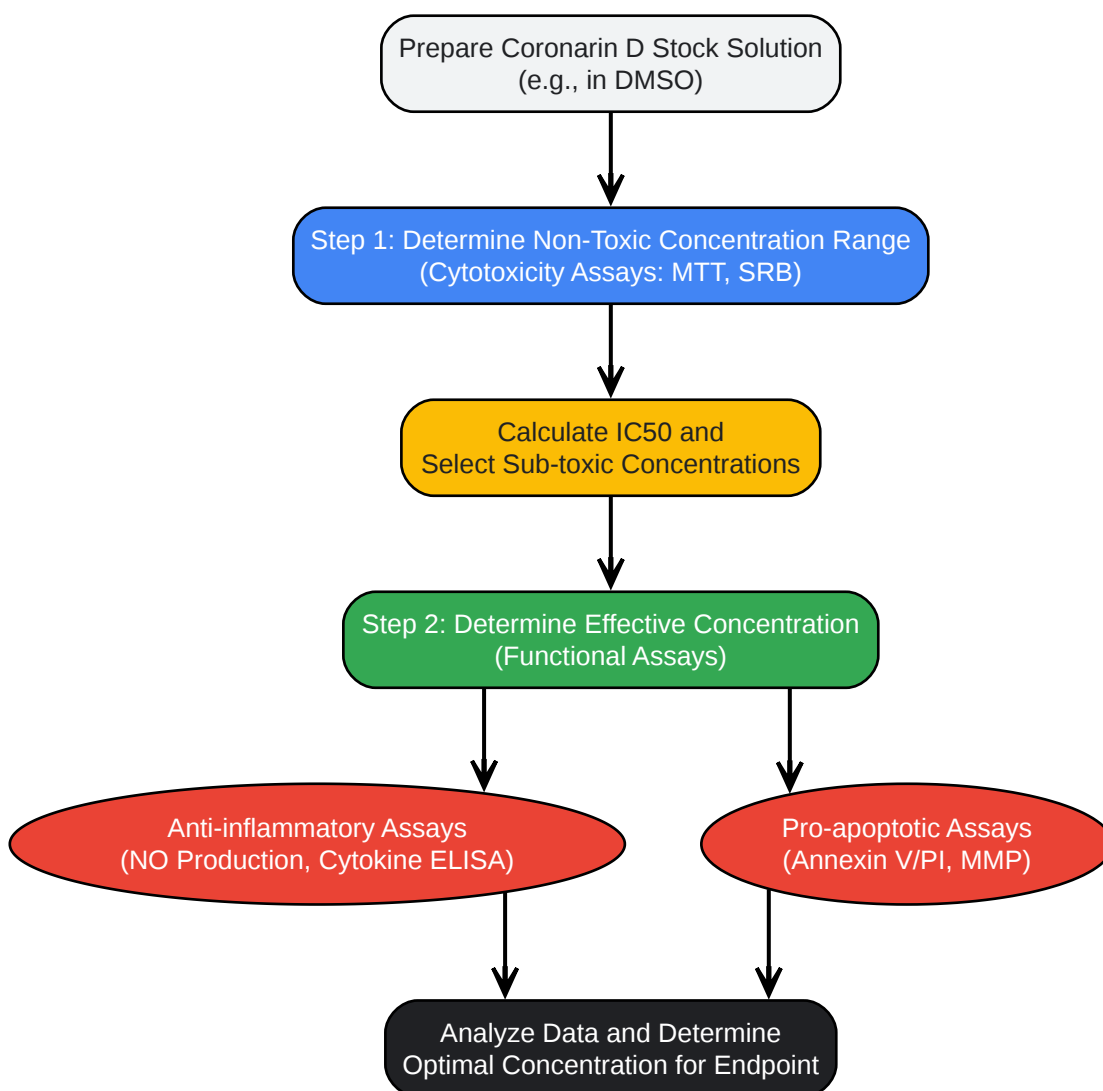 Prepare Coronarin D Stock Solution
(e.g., in DMSO)
Step 1: Determine Non-Toxic Concentration Range
(Cytotoxicity Assays: MTT, SRB)
Calculate IC50 and
Select Sub-toxic Concentrations
Step 2: Determine Effective Concentration
(Functional Assays)
Anti-inflammatory Assays
(NO Production, Cytokine ELISA)
Pro-apoptotic Assays
(Annexin V/PI, MMP)
Analyze Data and Determine
Optimal Concentration for Endpoint